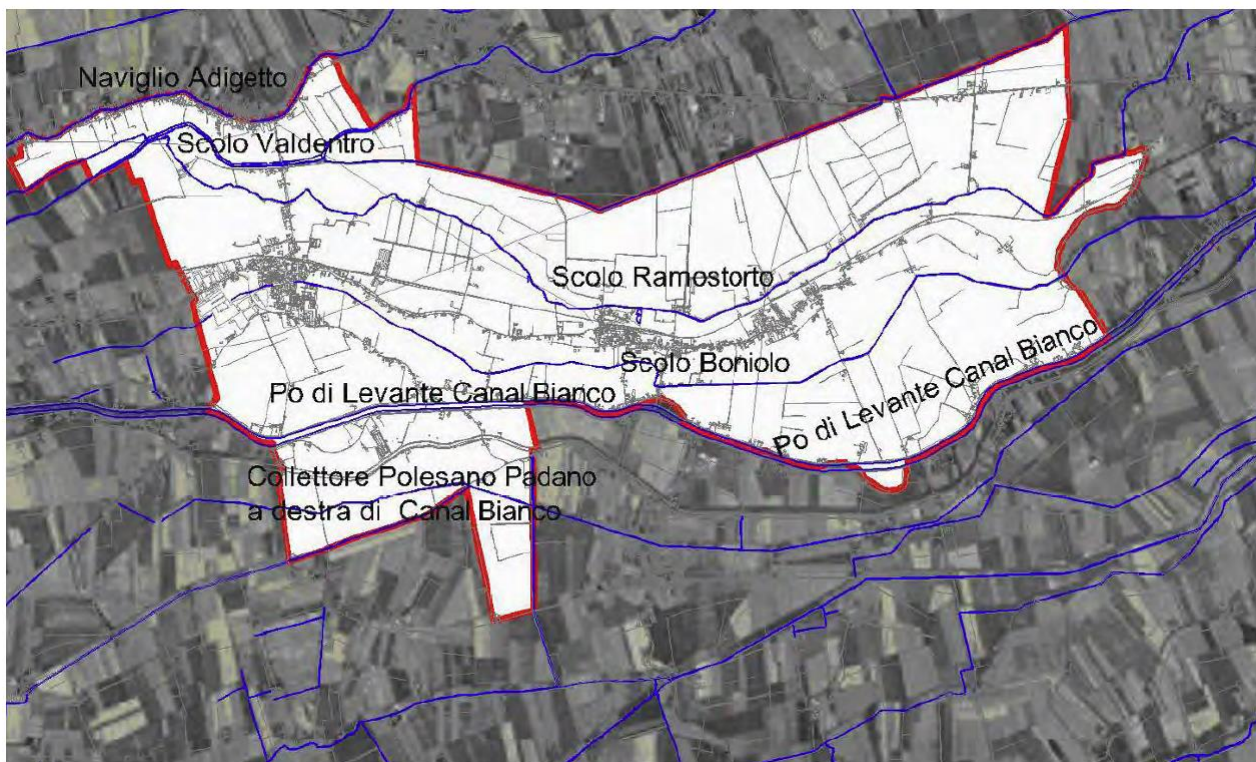 Naviglio Adigetto
Scolo Valdentro
Scolo Ramostorto
Scolo Boniolo
Po di Levante Canal Bianco
Po di Levante Canal Bianco
Collettore Polesano Padano
a destra di Canal Bianco